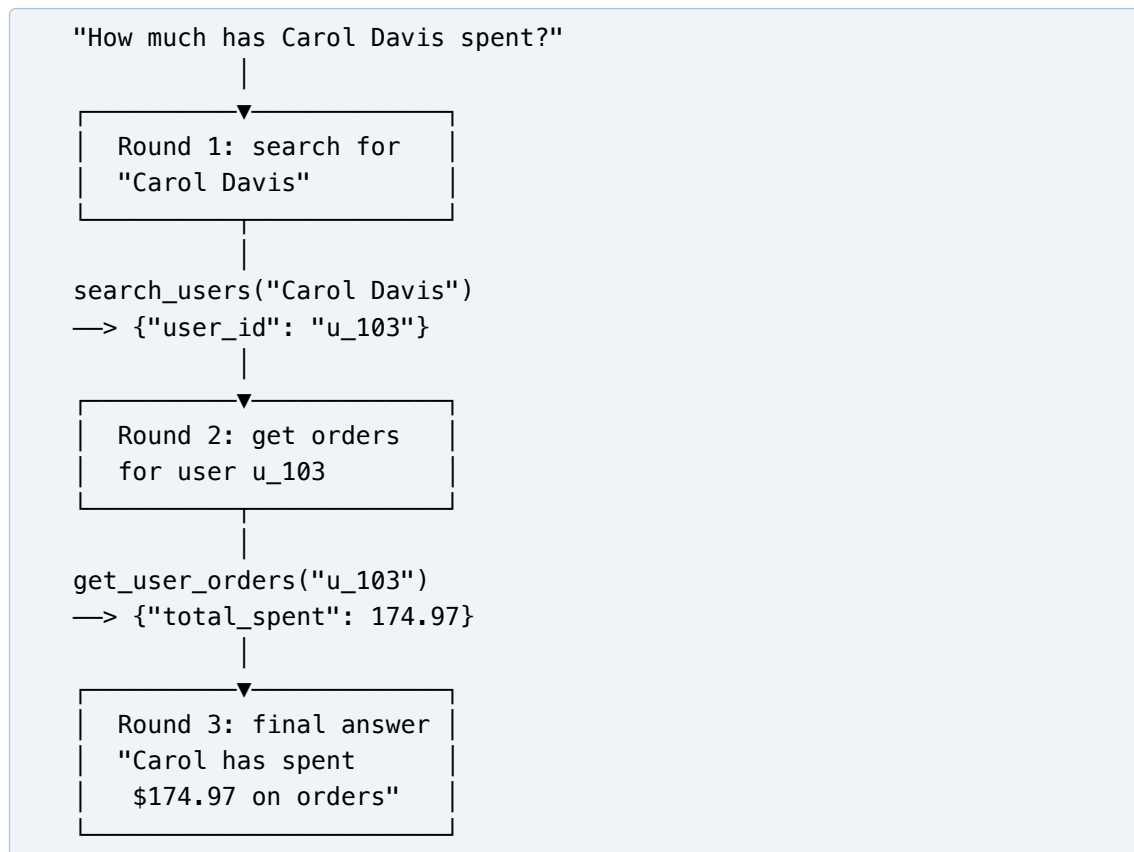 "How much has Carol Davis spent?"
Round 1: search for
"Carol Davis"
search_users("Carol Davis")
——> {"user_id": "u_103"}
Round 2: get orders
for user u_103
get_user_orders("u_103")
——> {"total_spent": 174.97}
Round 3: final answer
"Carol has spent
$174.97 on orders"